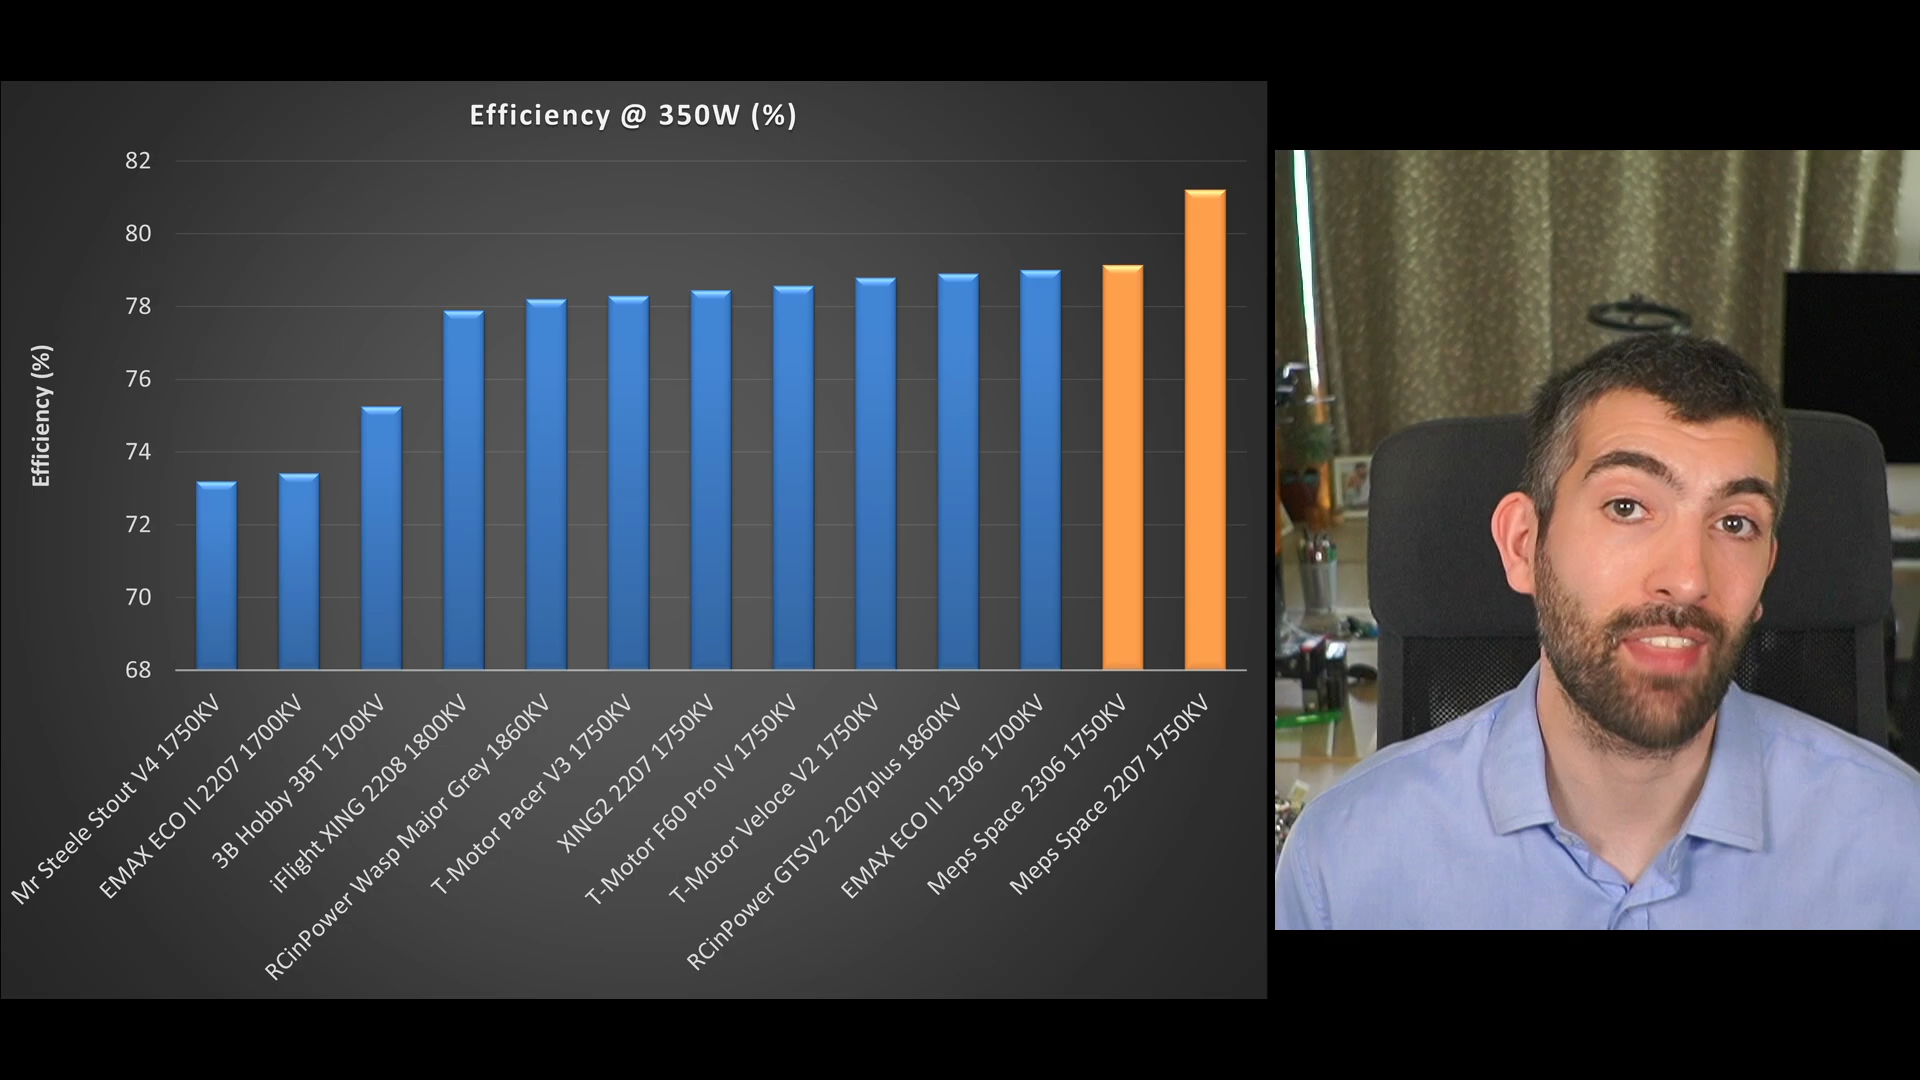 Efficiency @ 350W (%)
Efficiency (%)
82
80
78
76
74
72
70
68
Mr Steele Stout V4 1750KV
EMAX ECO II 2207 1700KV
3B Hobby 3BT 1700KV
iFlight XING 2208 1800KV
RCinPower Wasp Major Grey 1860KV
T-Motor Pacer V3 1750KV
XING2 2207 1750KV
T-Motor F60 Pro IV 1750KV
T-Motor Veloce V2 1750KV
RCinPower GTSV2 2207plus 1860KV
EMAX ECO II 2306 1700KV
Meps Space 2306 1750KV
Meps Space 2207 1750KV